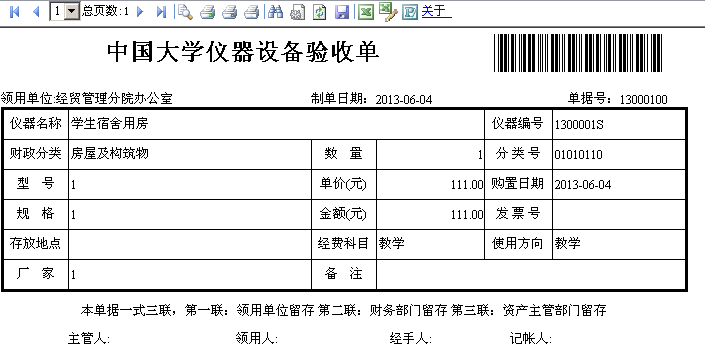 1 总页数:1 关于
中国大学仪器设备验收单
领用单位:经贸管理分院办公室 制单日期: 2013-06-04 单据号: 13000100
仪器名称 学生宿舍用房 仪器编号 1300001S
财政分类 房屋及构筑物 数 量 1 分 类 号 01010110
型 号 1 单价(元) 111.00 购置日期 2013-06-04
规 格 1 金额(元) 111.00 发 票 号
存放地点 经费科目 教学 使用方向 教学
厂 家 1 备 注
本单据一式三联，第一联：领用单位留存 第二联：财务部门留存 第三联：资产主管部门留存
主管人: 领用人: 经手人: 记帐人: